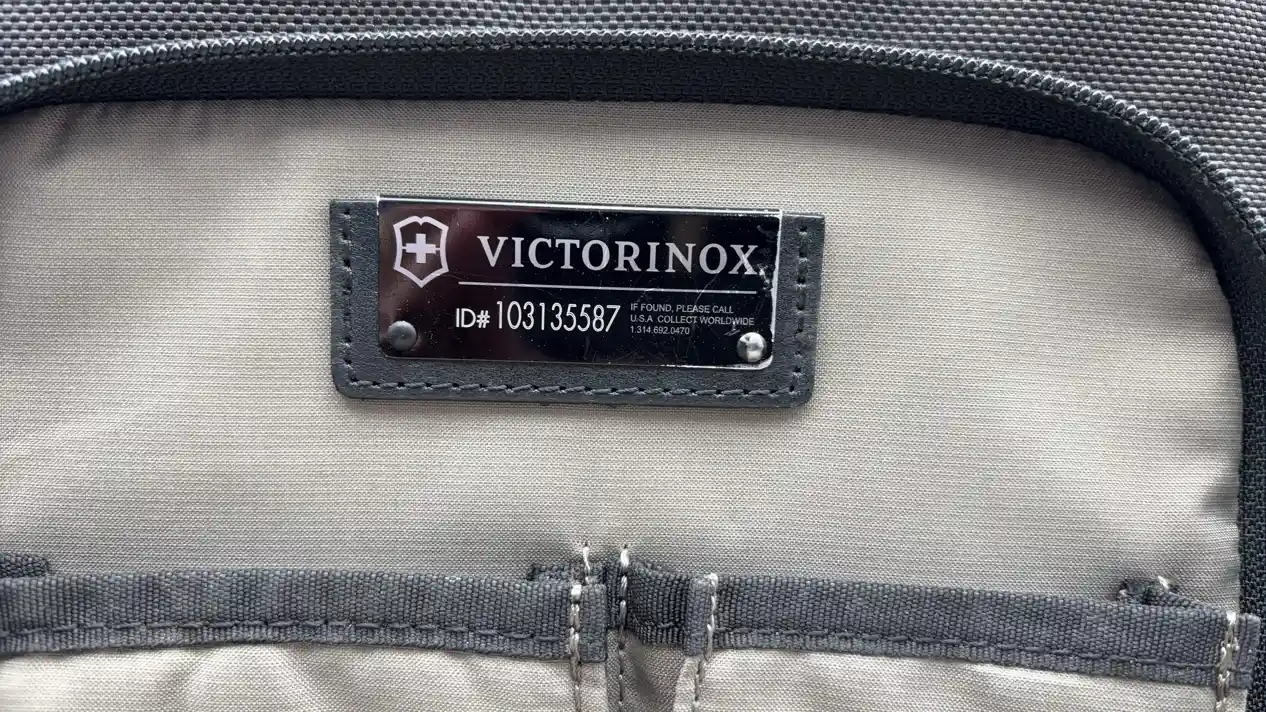 VICTORINOX
ID# 103135587
IF FOUND, PLEASE CALL
U.S.A COLLECT WORLDWIDE
1.314.692.0470